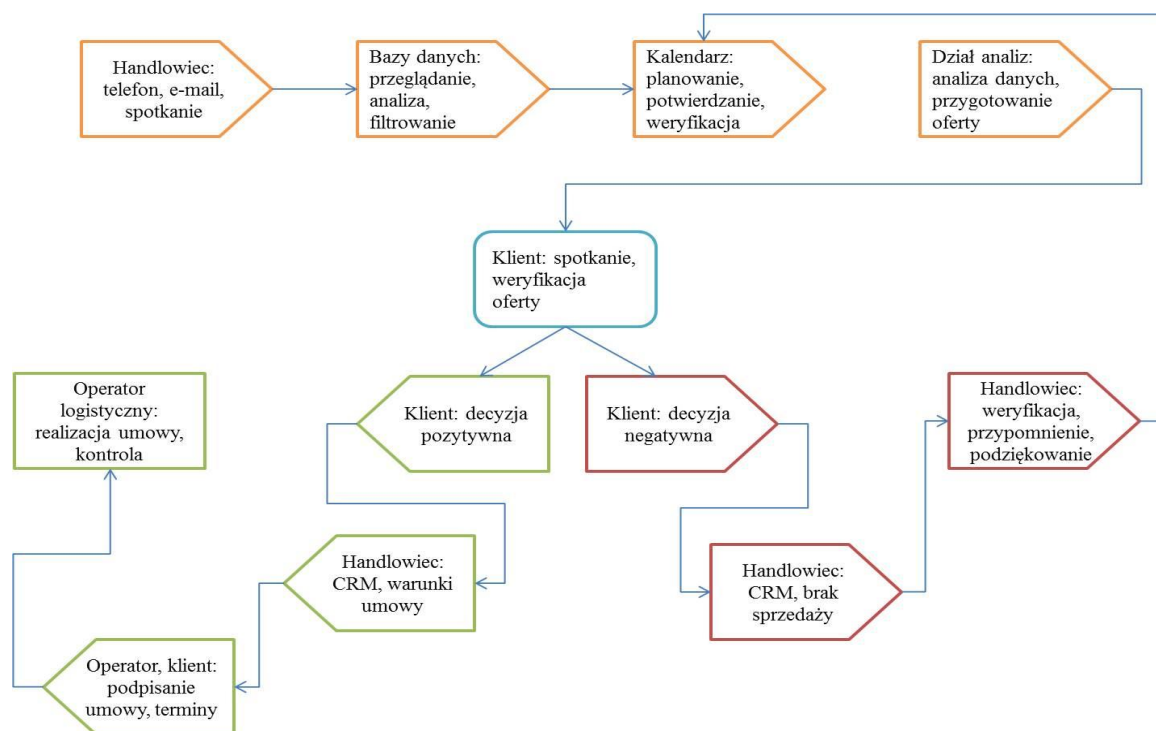 Handlowiec:
telefon, e-mail,
spotkanie
Bazy danych:
przeglądanie,
analiza,
filtrowanie
Kalendarz:
planowanie,
potwierdzanie,
weryfikacja
Dział analiz:
analiza danych,
przygotowanie
oferty
Klient: spotkanie,
weryfikacja
oferty
Operator
logistyczny:
realizacja umowy,
kontrola
Klient: decyzja
pozytywna
Klient: decyzja
negatywna
Handlowiec:
weryfikacja,
przypomnienie,
podziękowanie
Handlowiec:
CRM, warunki
umowy
Handlowiec:
CRM, brak
sprzedaży
Operator, klient:
podpisanie
umowy, terminy